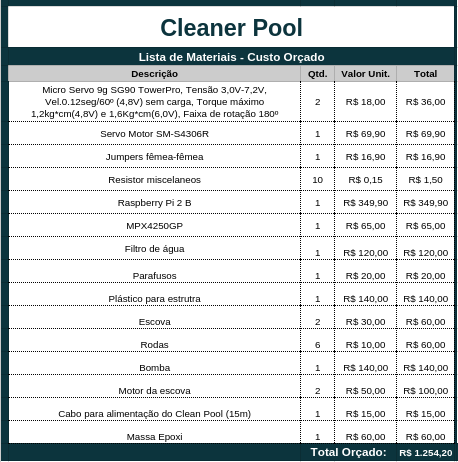 Cleaner Pool
Lista de Materiais - Custo Orçado
Descrição Qtd. Valor Unit. Total
Micro Servo 9g SG90 TowerPro, Tensão 3,0V-7,2V,
Vel.0.12seg/60º (4,8V) sem carga, Torque máximo
1,2kg*cm(4,8V) e 1,6Kg*cm(6,0V), Faixa de rotação 180º
2 R$ 18,00 R$ 36,00
Servo Motor SM-S4306R 1 R$ 69,90 R$ 69,90
Jumpers fêmea-fêmea 1 R$ 16,90 R$ 16,90
Resistor miscelaneos 10 R$ 0,15 R$ 1,50
Raspberry Pi 2 B 1 R$ 349,90 R$ 349,90
MPX4250GP 1 R$ 65,00 R$ 65,00
Filtro de água 1 R$ 120,00 R$ 120,00
Parafusos 1 R$ 20,00 R$ 20,00
Plástico para estrutra 1 R$ 140,00 R$ 140,00
Escova 2 R$ 30,00 R$ 60,00
Rodas 6 R$ 10,00 R$ 60,00
Bomba 1 R$ 140,00 R$ 140,00
Motor da escova 2 R$ 50,00 R$ 100,00
Cabo para alimentação do Clean Pool (15m) 1 R$ 15,00 R$ 15,00
Massa Epoxi 1 R$ 60,00 R$ 60,00
Total Orçado: R$ 1.254,20